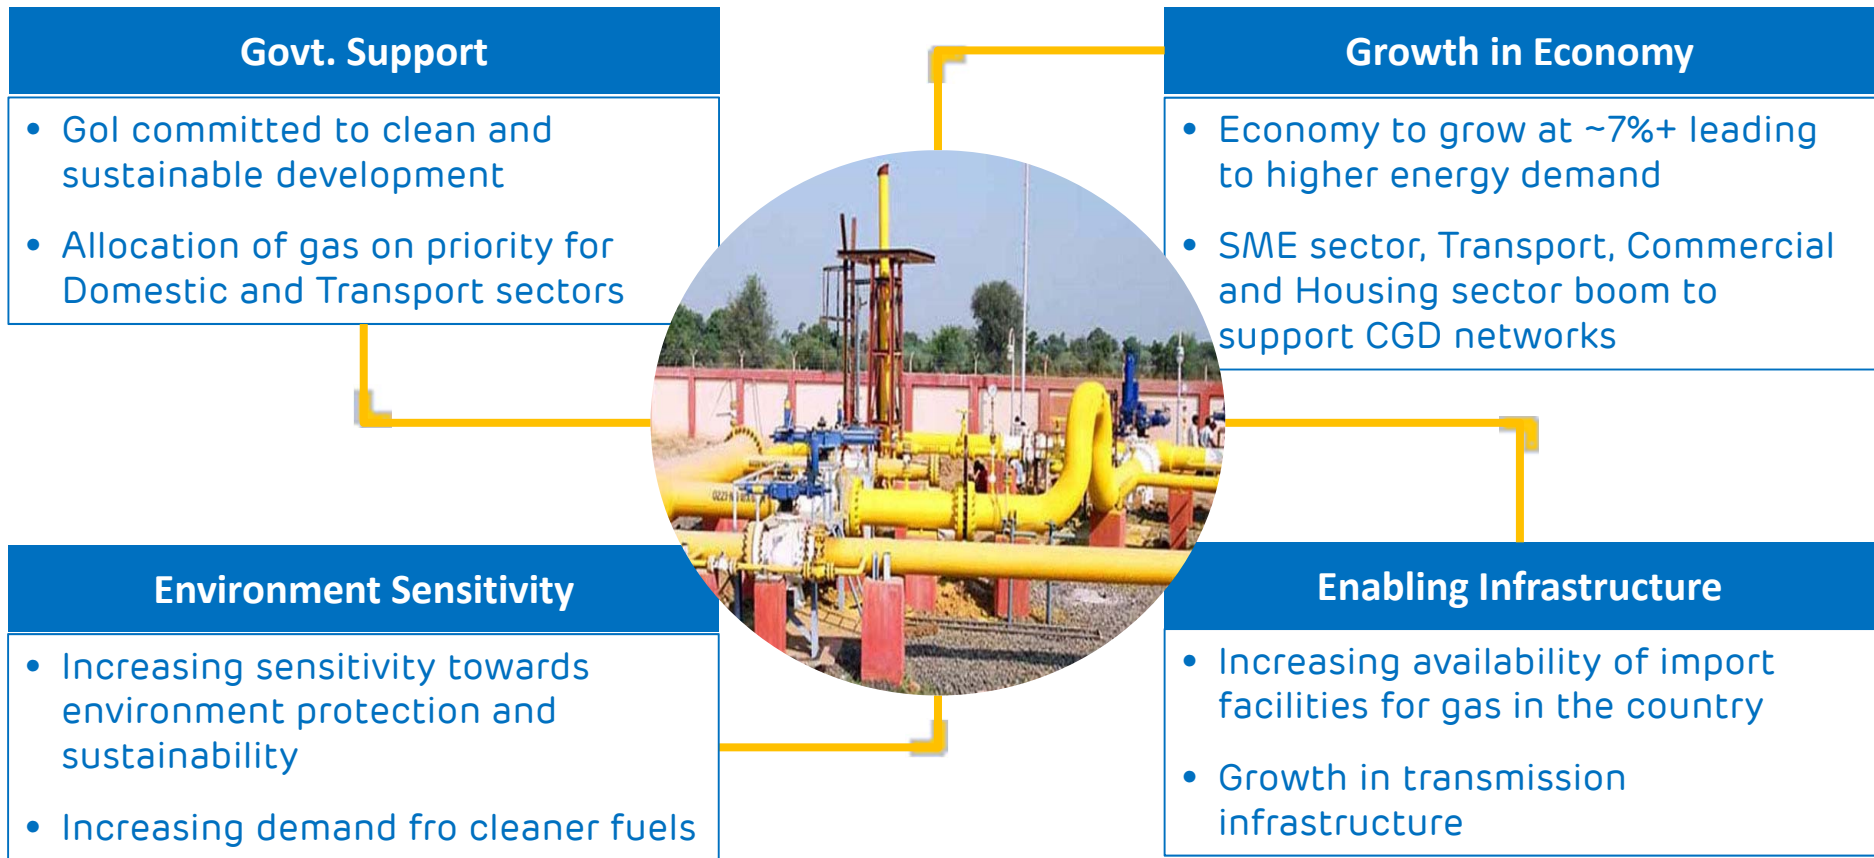 Govt. Support
• GoI committed to clean and
sustainable development
• Allocation of gas on priority for
Domestic and Transport sectors
Growth in Economy
• Economy to grow at ~7%+ leading
to higher energy demand
• SME sector, Transport, Commercial
and Housing sector boom to
support CGD networks
Environment Sensitivity
• Increasing sensitivity towards
environment protection and
sustainability
• Increasing demand fro cleaner fuels
Enabling Infrastructure
• Increasing availability of import
facilities for gas in the country
• Growth in transmission
infrastructure